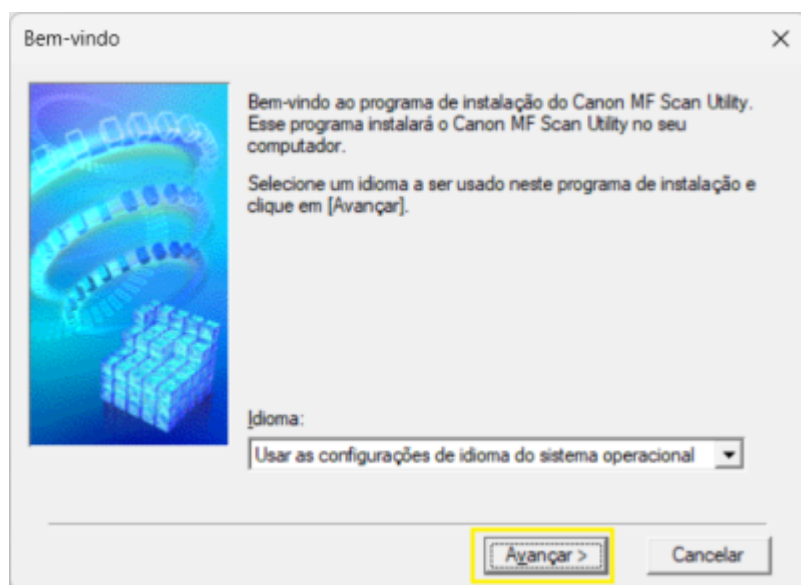 Bem-vindo
Bem-vindo ao programa de instalação do Canon MF Scan Utility.
Esse programa instalará o Canon MF Scan Utility no seu
computador.
Selecione um idioma a ser usado neste programa de instalação e
clique em [Avançar].
Idioma:
Usar as configurações de idioma do sistema operacional
Avançar >
Cancelar